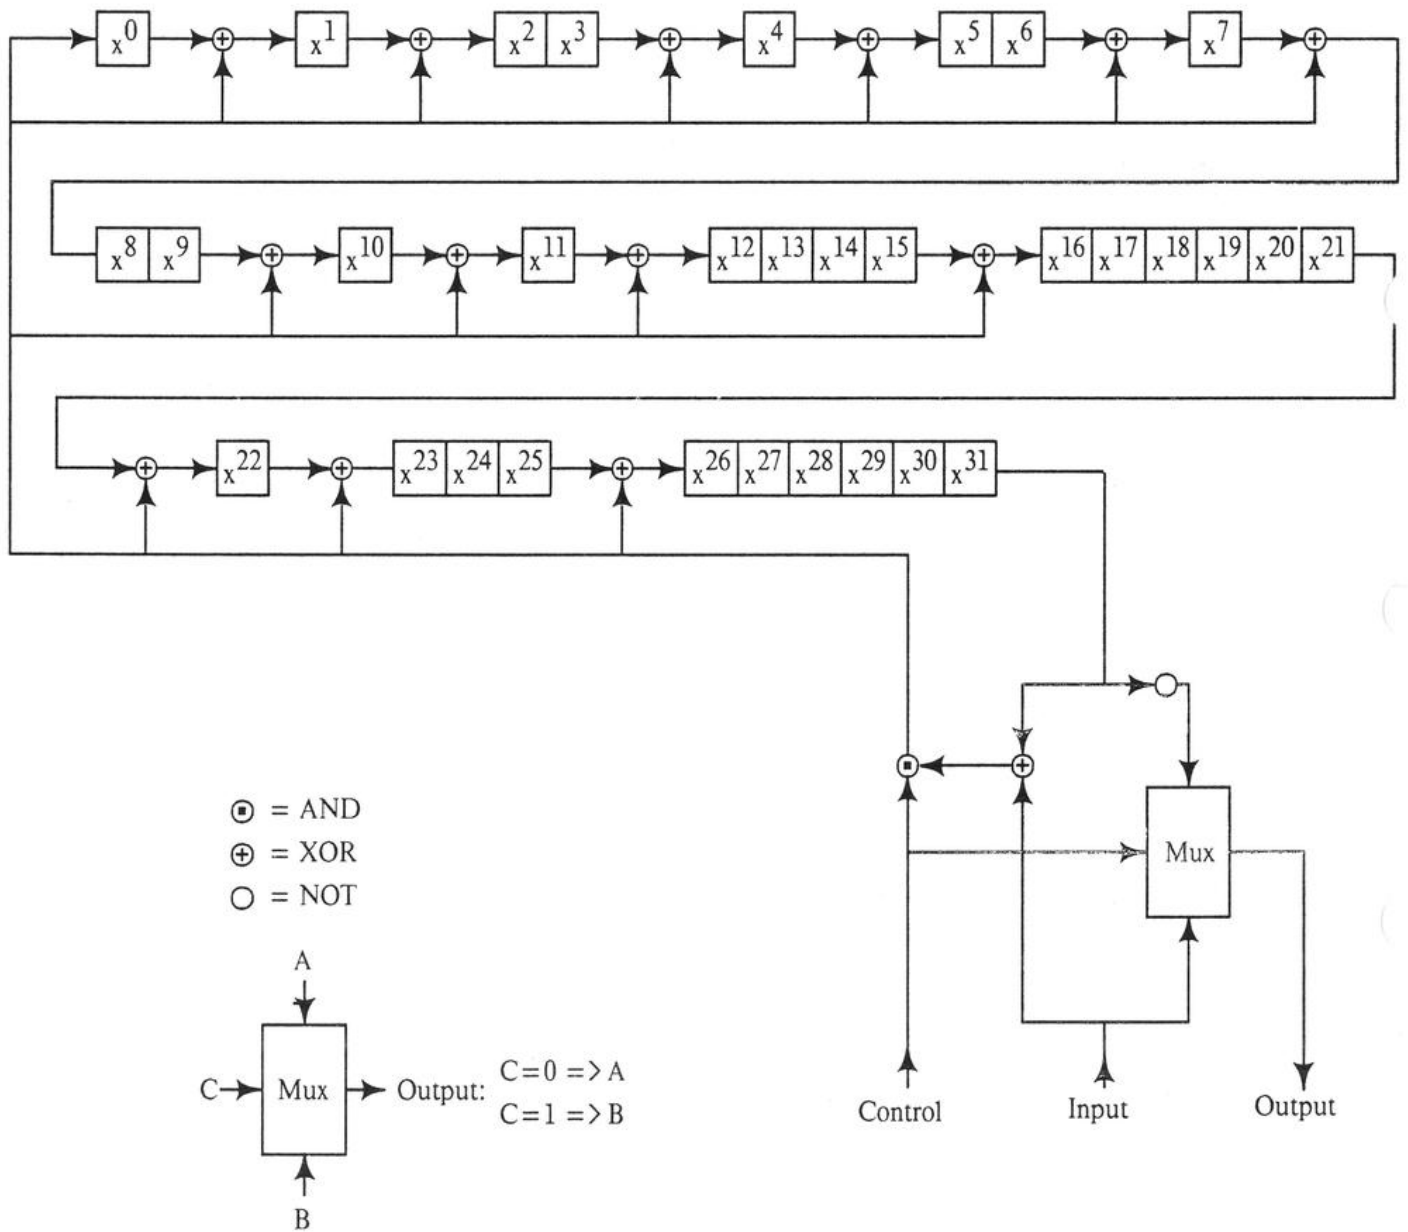 x⁰ x¹ x² x³ x⁴ x⁵ x⁶ x⁷
x⁸ x⁹ x¹⁰ x¹¹ x¹² x¹³ x¹⁴ x¹⁵ x¹⁶ x¹⁷ x¹⁸ x¹⁹ x²⁰ x²¹
x²² x²³ x²⁴ x²⁵ x²⁶ x²⁷ x²⁸ x²⁹ x³⁰ x³¹
= AND
= XOR
= NOT
Mux
Control
Input
Output
A
C
Mux
Output:
C=0 => A
C=1 => B
B